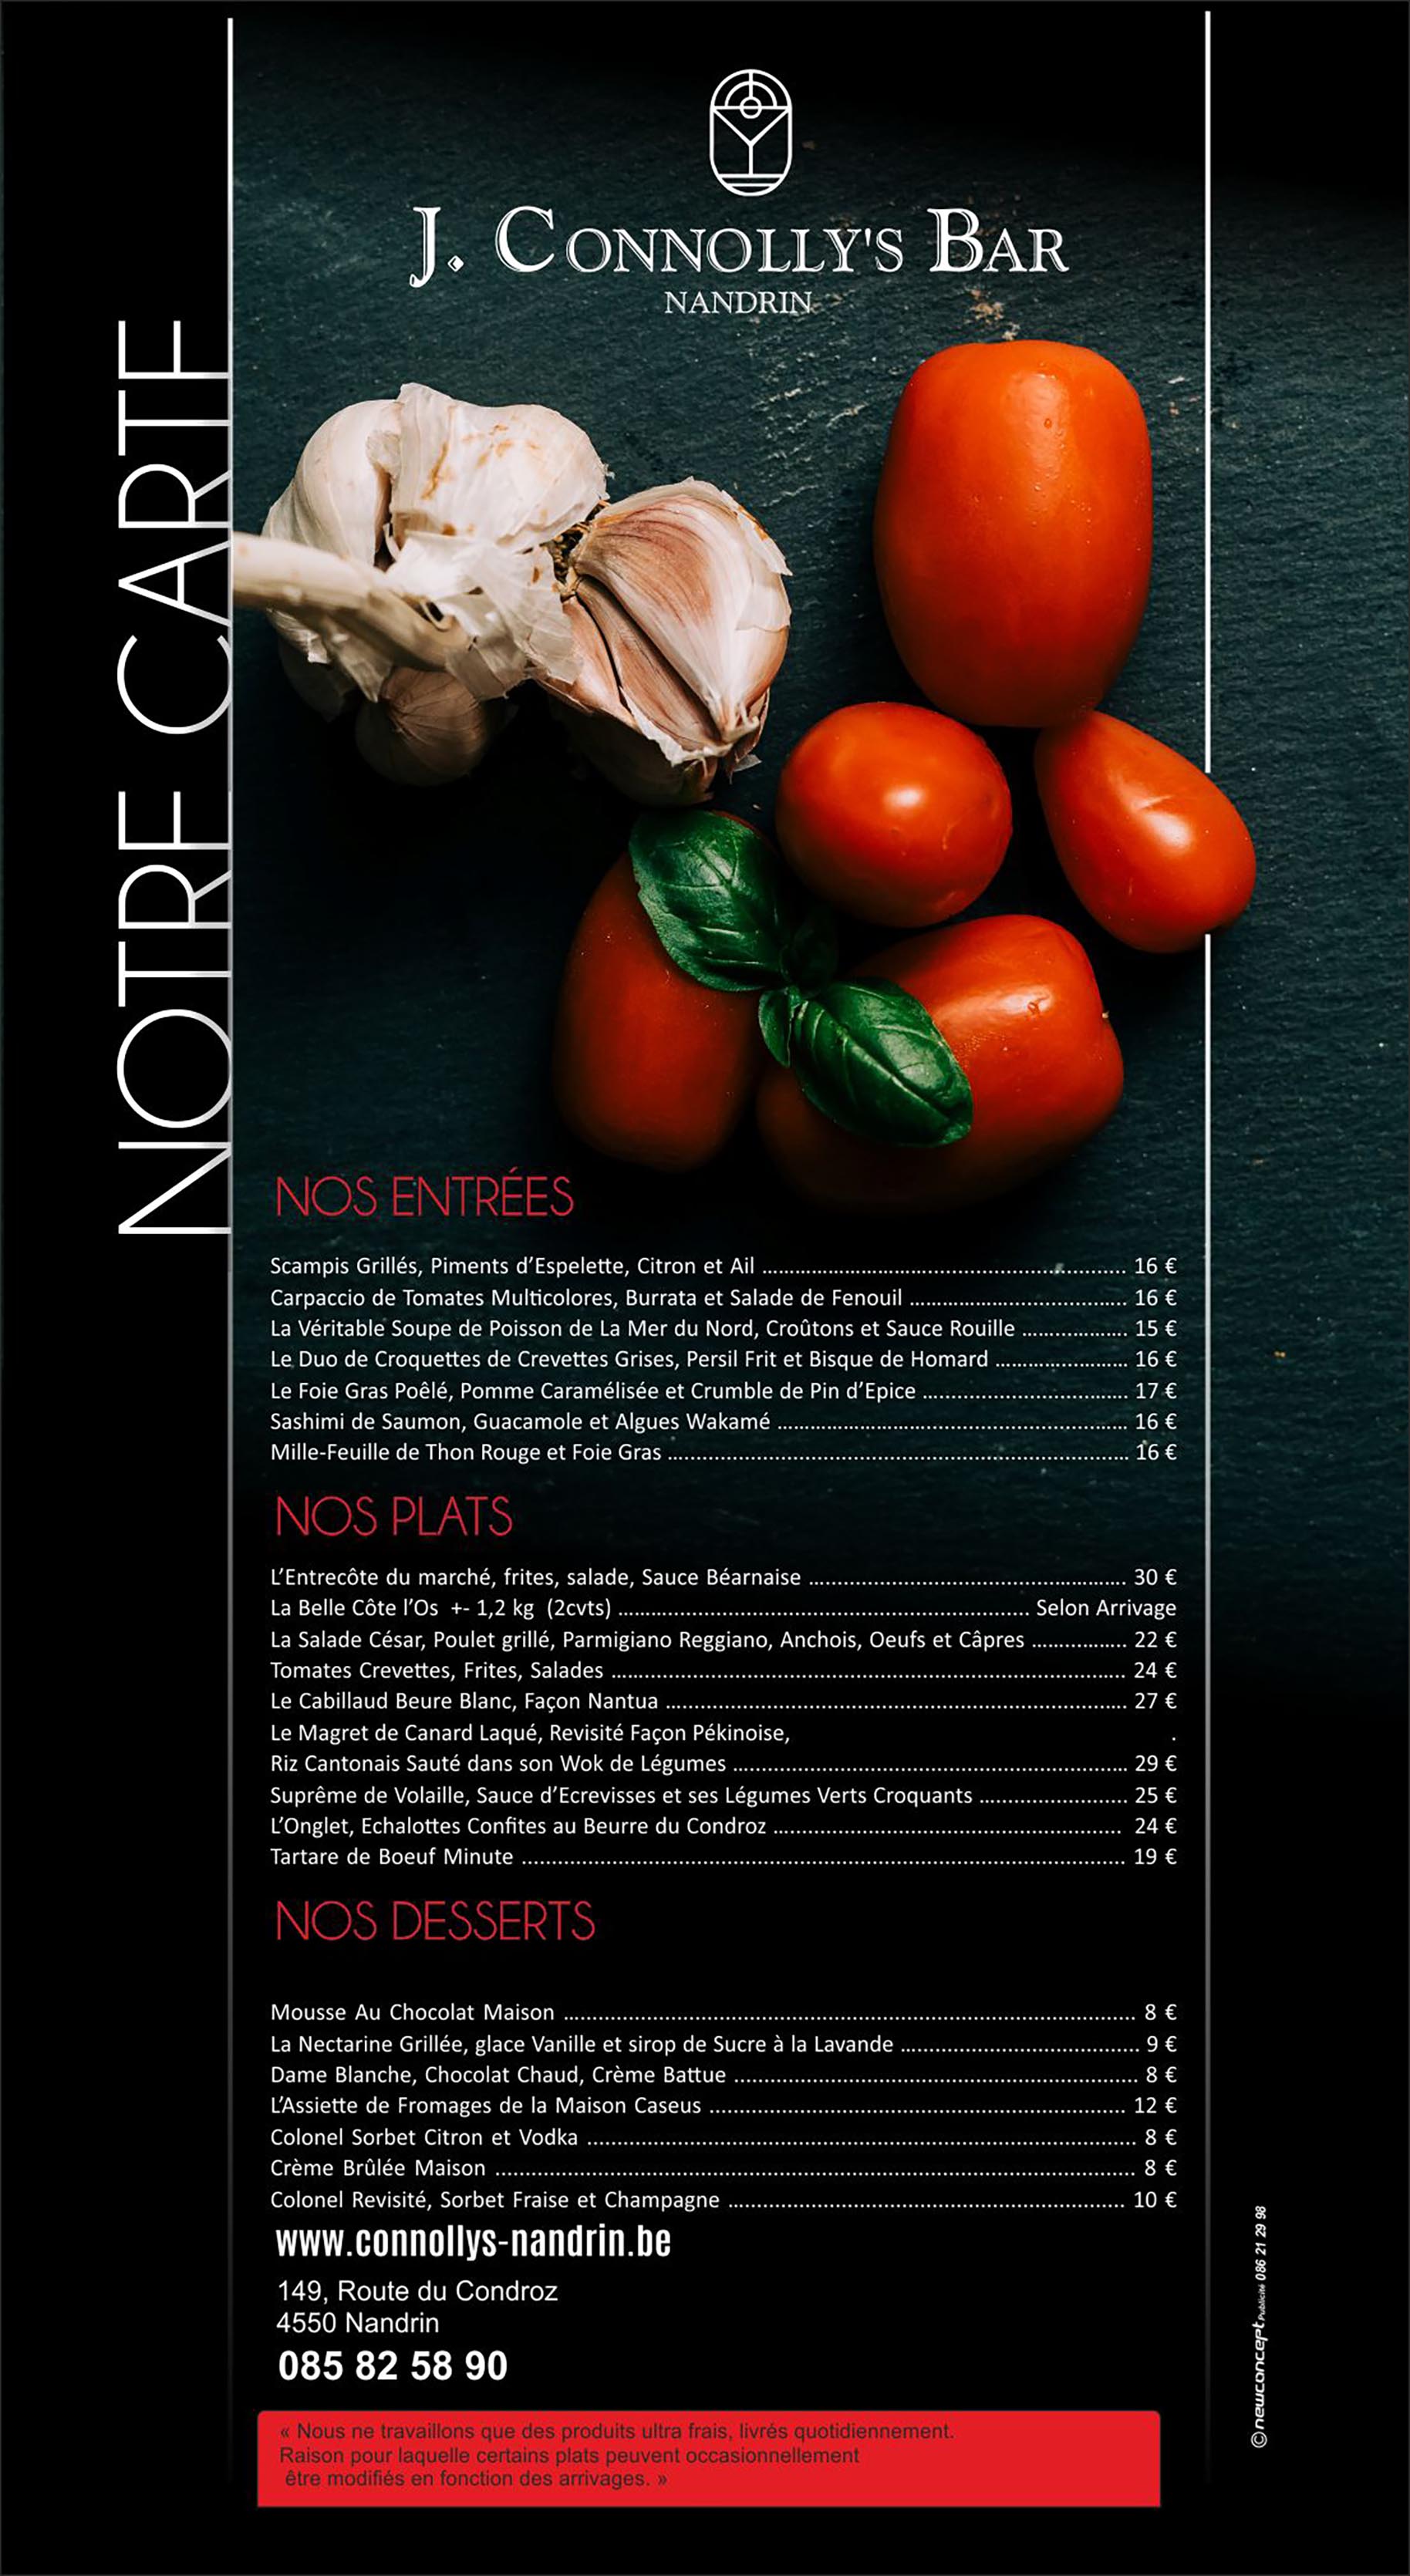 J. CONNOLLY'S BAR
NANDRIN
NOTRE CARTE
NOS ENTRÉES
Scampis Grillés, Piments d’Espelette, Citron et Ail ........ 16 €
Carpaccio de Tomates Multicolores, Burrata et Salade de Fenouil ........ 16 €
La Véritable Soupe de Poisson de La Mer du Nord, Croûtons et Sauce Rouille ........ 15 €
Le Duo de Croquettes de Crevettes Grises, Persil Frit et Bisque de Homard ........ 16 €
Le Foie Gras Poêlé, Pomme Caramélisée et Crumble de Pin d’Epice ........ 17 €
Sashimi de Saumon, Guacamole et Algues Wakamé ........ 16 €
Mille-Feuille de Thon Rouge et Foie Gras ........ 16 €
NOS PLATS
L’Entrecôte du marché, frites, salade, Sauce Béarnaise ........ 30 €
La Belle Côte l’Os +- 1,2 kg (2cvts) ........ Selon Arrivage
La Salade César, Poulet grillé, Parmigiano Reggiano, Anchois, Oeufs et Câpres ........ 22 €
Tomates Crevettes, Frites, Salades ........ 24 €
Le Cabillaud Beure Blanc, Façon Nantua ........ 27 €
Le Magret de Canard Laqué, Revisité Façon Pékinoise, .
Riz Cantonais Sauté dans son Wok de Légumes ........ 29 €
Suprême de Volaille, Sauce d’Ecrevisses et ses Légumes Verts Croquants ........ 25 €
L’Onglet, Echalottes Confites au Beurre du Condroz ........ 24 €
Tartare de Boeuf Minute ........ 19 €
NOS DESSERTS
Mousse Au Chocolat Maison ........ 8 €
La Nectarine Grillée, glace Vanille et sirop de Sucre à la Lavande ........ 9 €
Dame Blanche, Chocolat Chaud, Crème Battue ........ 8 €
L’Assiette de Fromages de la Maison Caseus ........ 12 €
Colonel Sorbet Citron et Vodka ........ 8 €
Crème Brûlée Maison ........ 8 €
Colonel Revisité, Sorbet Fraise et Champagne ........ 10 €
www.connollys-nandrin.be
149, Route du Condroz
4550 Nandrin
085 82 58 90
« Nous ne travaillons que des produits ultra frais, livrés quotidiennement.
Raison pour laquelle certains plats peuvent occasionnellement
être modifiés en fonction des arrivages. »
© newconcept Publicité 086 21 29 98